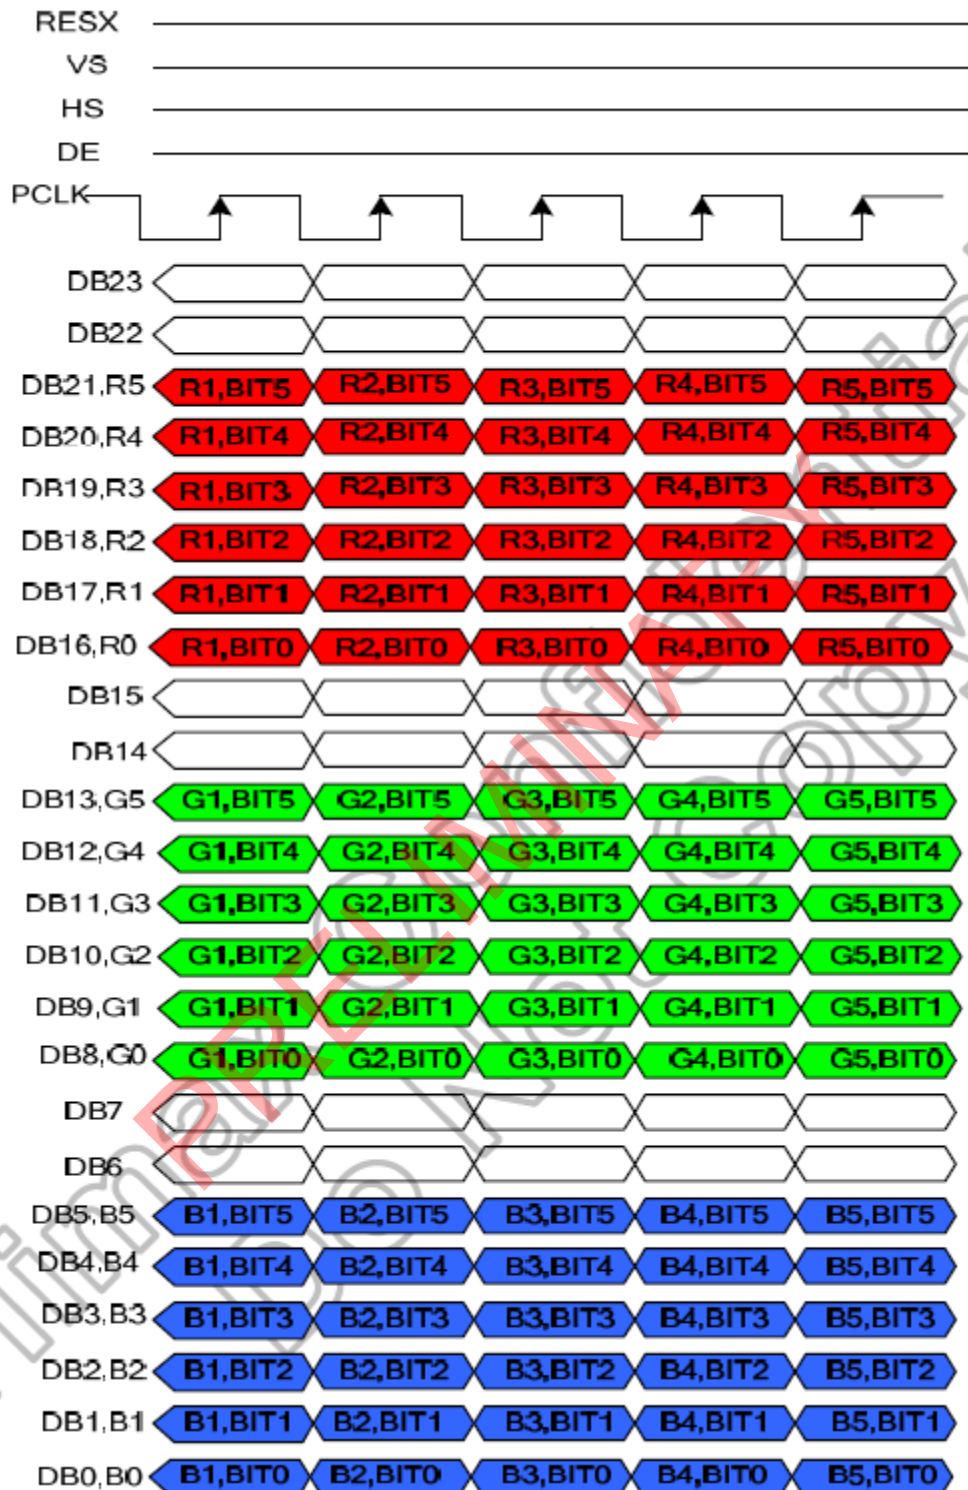 RESX
VS
HS
DE
PCLK
DB23
DB22
DB21,R5 R1,BIT5 R2,BIT5 R3,BIT5 R4,BIT5 R5,BIT5
DB20,R4 R1,BIT4 R2,BIT4 R3,BIT4 R4,BIT4 R5,BIT4
DB19,R3 R1,BIT3 R2,BIT3 R3,BIT3 R4,BIT3 R5,BIT3
DB18,R2 R1,BIT2 R2,BIT2 R3,BIT2 R4,BIT2 R5,BIT2
DB17,R1 R1,BIT1 R2,BIT1 R3,BIT1 R4,BIT1 R5,BIT1
DB16,R0 R1,BIT0 R2,BIT0 R3,BIT0 R4,BIT0 R5,BIT0
DB15
DB14
DB13,G5 G1,BIT5 G2,BIT5 G3,BIT5 G4,BIT5 G5,BIT5
DB12,G4 G1,BIT4 G2,BIT4 G3,BIT4 G4,BIT4 G5,BIT4
DB11,G3 G1,BIT3 G2,BIT3 G3,BIT3 G4,BIT3 G5,BIT3
DB10,G2 G1,BIT2 G2,BIT2 G3,BIT2 G4,BIT2 G5,BIT2
DB9,G1 G1,BIT1 G2,BIT1 G3,BIT1 G4,BIT1 G5,BIT1
DB8,G0 G1,BIT0 G2,BIT0 G3,BIT0 G4,BIT0 G5,BIT0
DB7
DB6
DB5,B5 B1,BIT5 B2,BIT5 B3,BIT5 B4,BIT5 B5,BIT5
DB4,B4 B1,BIT4 B2,BIT4 B3,BIT4 B4,BIT4 B5,BIT4
DB3,B3 B1,BIT3 B2,BIT3 B3,BIT3 B4,BIT3 B5,BIT3
DB2,B2 B1,BIT2 B2,BIT2 B3,BIT2 B4,BIT2 B5,BIT2
DB1,B1 B1,BIT1 B2,BIT1 B3,BIT1 B4,BIT1 B5,BIT1
DB0,B0 B1,BIT0 B2,BIT0 B3,BIT0 B4,BIT0 B5,BIT0
PRELIMINARY
Do Not Copy